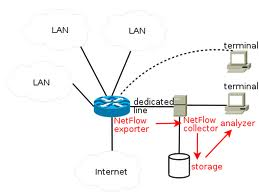 LAN
LAN
LAN
terminal
terminal
dedicated
line
NetFlow
exporter
NetFlow
collector
analyzer
storage
Internet